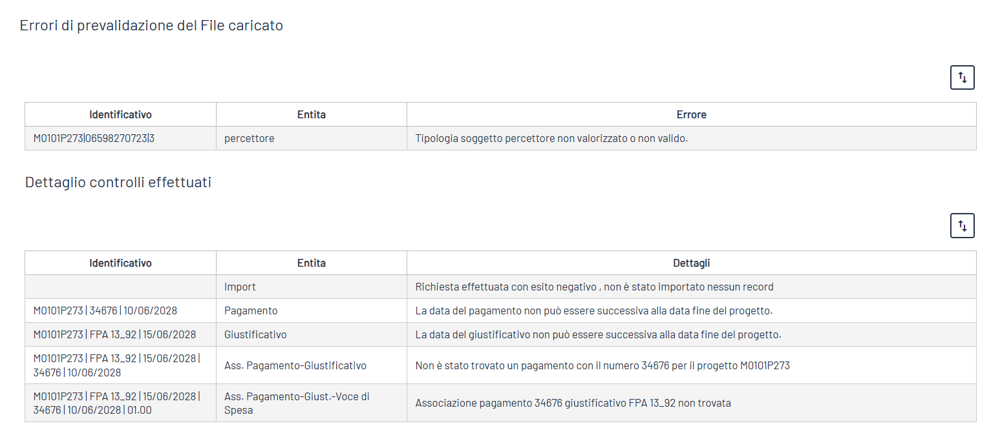 Errori di prevalidazione del File caricato
Identificativo Entita Errore
M0101P273|06598270723|3 percettore Tipologia soggetto percettore non valorizzato o non valido.
Dettaglio controlli effettuati
Identificativo Entita Dettagli
Import Richiesta effettuata con esito negativo , non è stato importato nessun record
M0101P273 | 34676 | 10/06/2028 Pagamento La data del pagamento non può essere successiva alla data fine del progetto.
M0101P273 | FPA 13_92 | 15/06/2028 Giustificativo La data del giustificativo non può essere successiva alla data fine del progetto.
M0101P273 | FPA 13_92 | 15/06/2028 |
34676 | 10/06/2028 Ass. Pagamento-Giustificativo Non è stato trovato un pagamento con il numero 34676 per il progetto M0101P273
M0101P273 | FPA 13_92 | 15/06/2028 | Ass. Pagamento-Giust.-Voce di
34676 | 10/06/2028 | 01.00 Spesa Associazione pagamento 34676 giustificativo FPA 13_92 non trovata